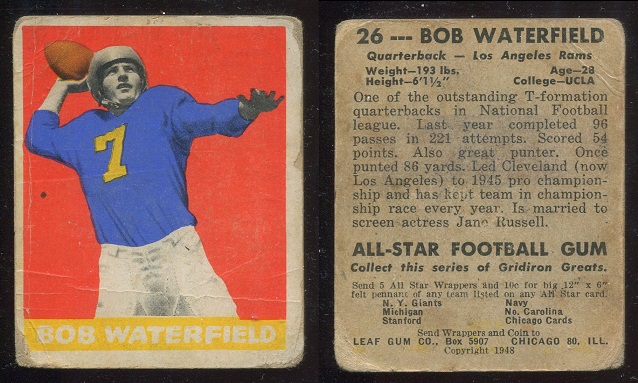 7
BOB WATERFIELD
26 --- BOB WATERFIELD
Quarterback — Los Angeles Rams
Weight—193 lbs. Age—28
Height—6'1½" College—UCLA
One of the outstanding T-formation
quarterbacks in National Football
league. Last year completed 96
passes in 221 attempts. Scored 54
points. Also great punter. Once
punted 86 yards. Led Cleveland (now
Los Angeles) to 1945 pro champion-
ship and has kept team in champion-
ship race every year. Is married to
screen actress Jane Russell.
ALL-STAR FOOTBALL GUM
Collect this series of Gridiron Greats.
Send 5 All Star Wrappers and 10c for big 12" x 6"
felt pennant of any team listed on any All Star card.
N. Y. Giants Navy
Michigan No. Carolina
Stanford Chicago Cards
Send Wrappers and Coin to
LEAF GUM CO., Box 5907 CHICAGO 80, ILL.
Copyright 1948